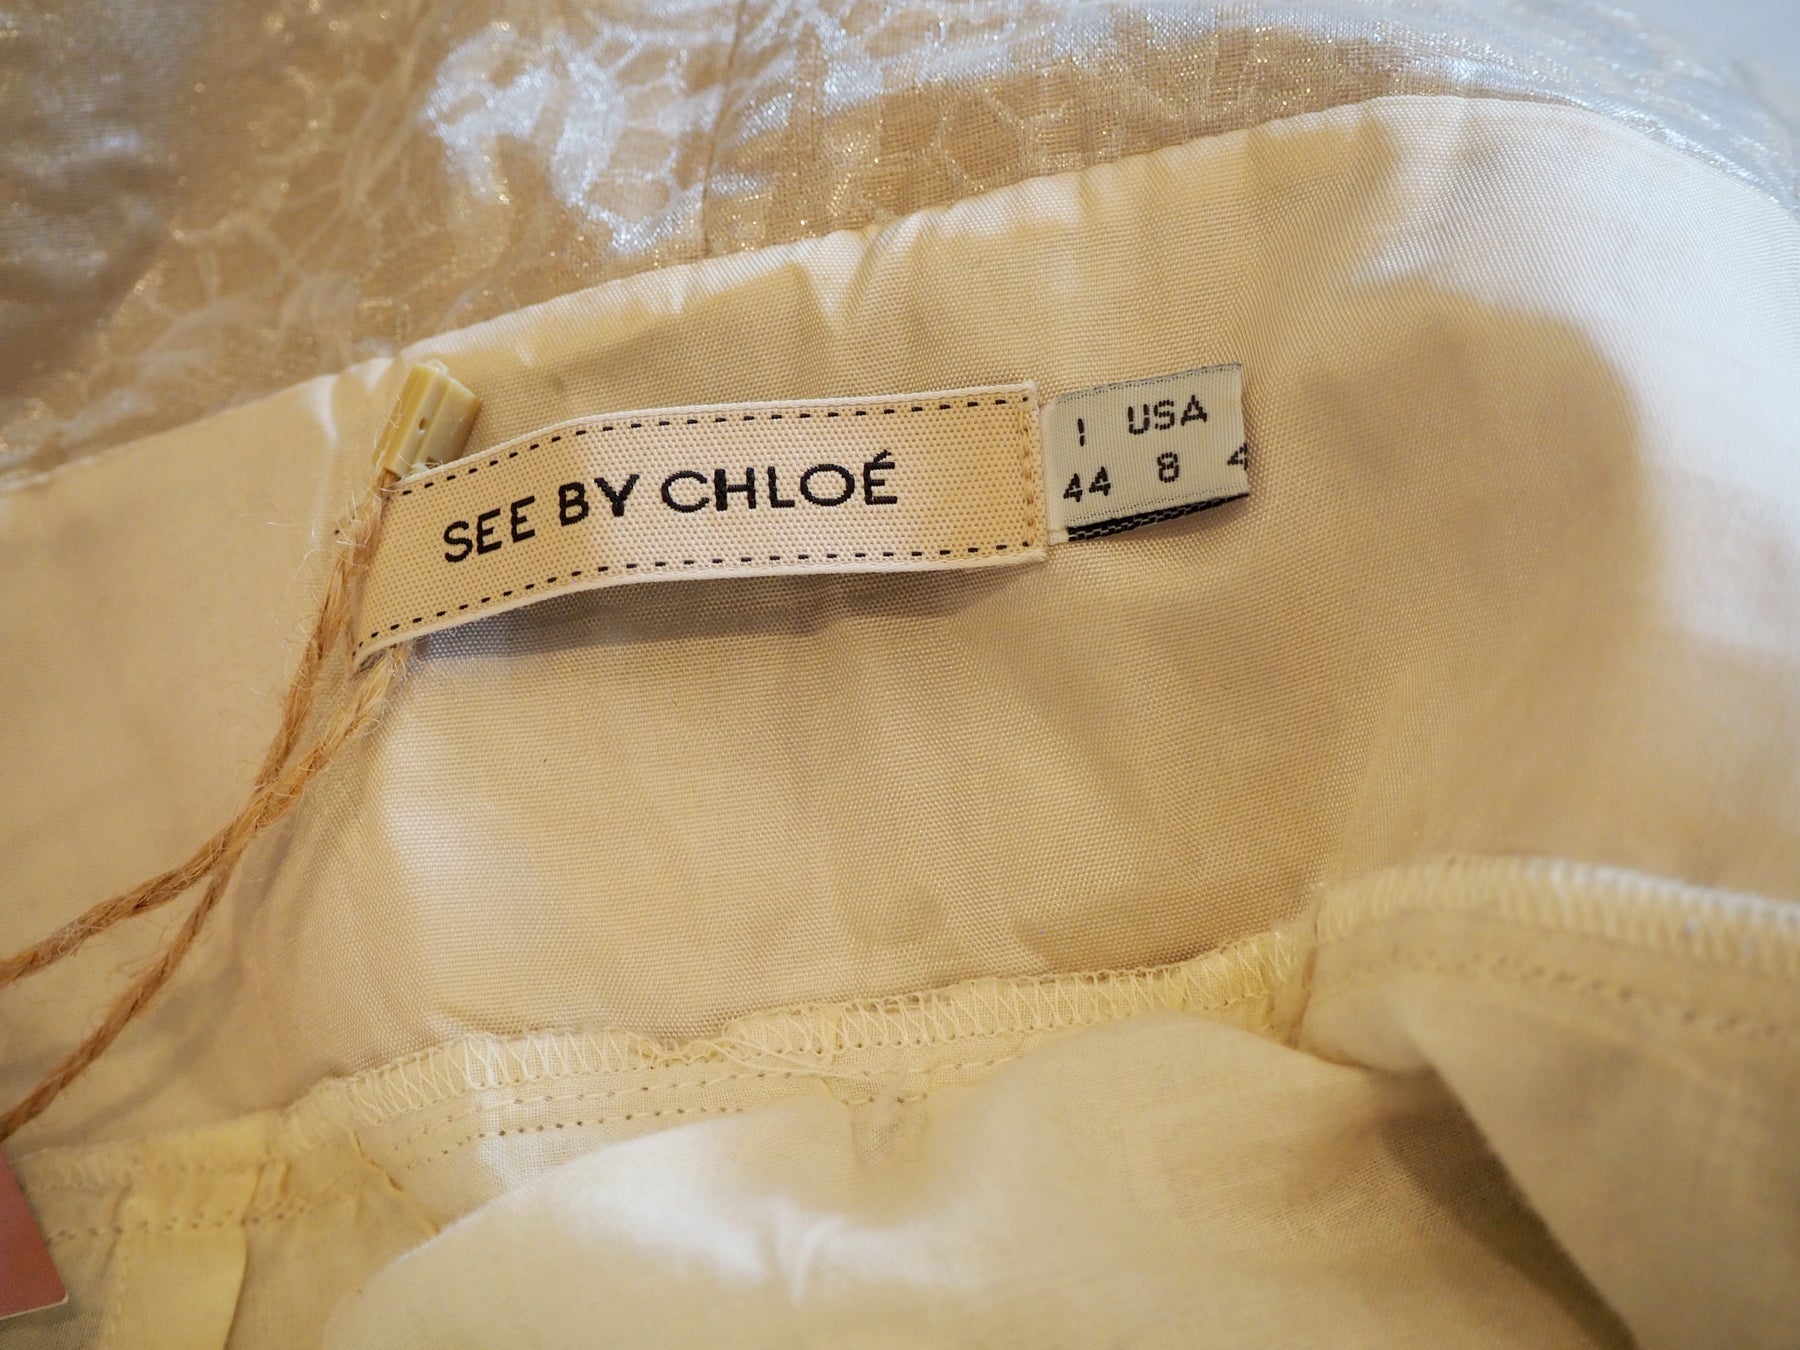 SEE BY CHLOÉ
I USA
44 8 4